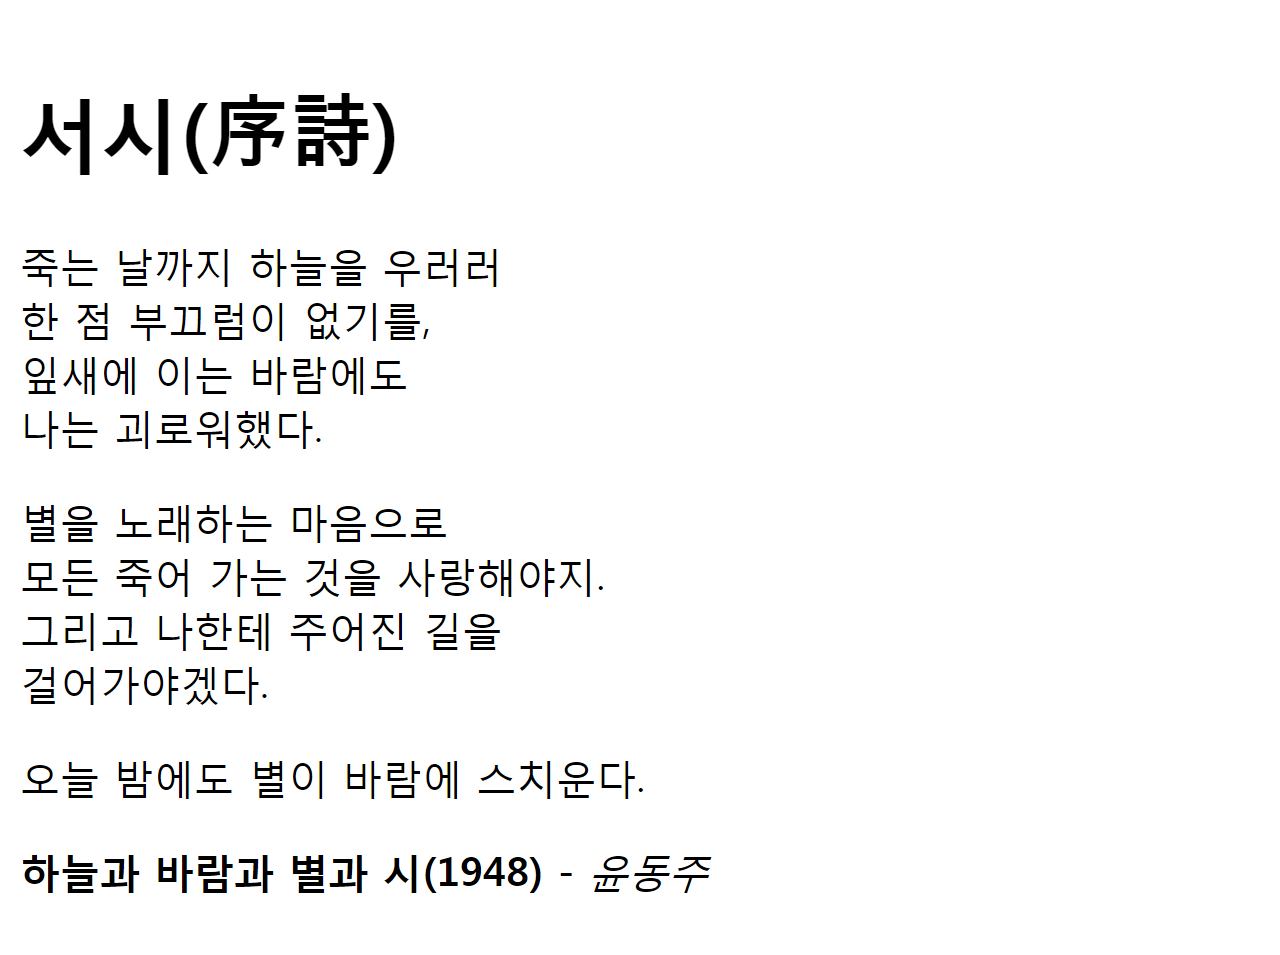 서시(序詩)
죽는 날까지 하늘을 우러러
한 점 부끄럼이 없기를,
잎새에 이는 바람에도
나는 괴로워했다.
별을 노래하는 마음으로
모든 죽어 가는 것을 사랑해야지.
그리고 나한테 주어진 길을
걸어가야겠다.
오늘 밤에도 별이 바람에 스치운다.
하늘과 바람과 별과 시(1948) - 윤동주